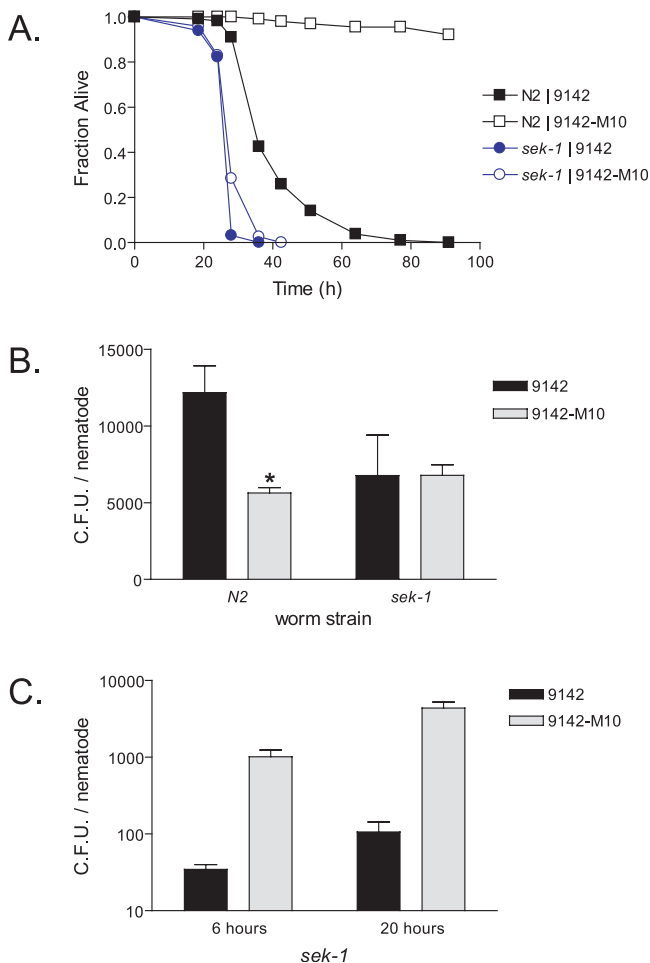 A.
1.0
0.8
0.6
0.4
0.2
0.0
Fraction Alive
0 20 40 60 80 100
Time (h)
N2 | 9142
N2 | 9142-M10
sek-1 | 9142
sek-1 | 9142-M10
B.
15000
10000
5000
0
C.F.U. / nematode
*
N2 sek-1
worm strain
9142
9142-M10
C.
10000
1000
100
10
C.F.U. / nematode
6 hours 20 hours
sek-1
9142
9142-M10